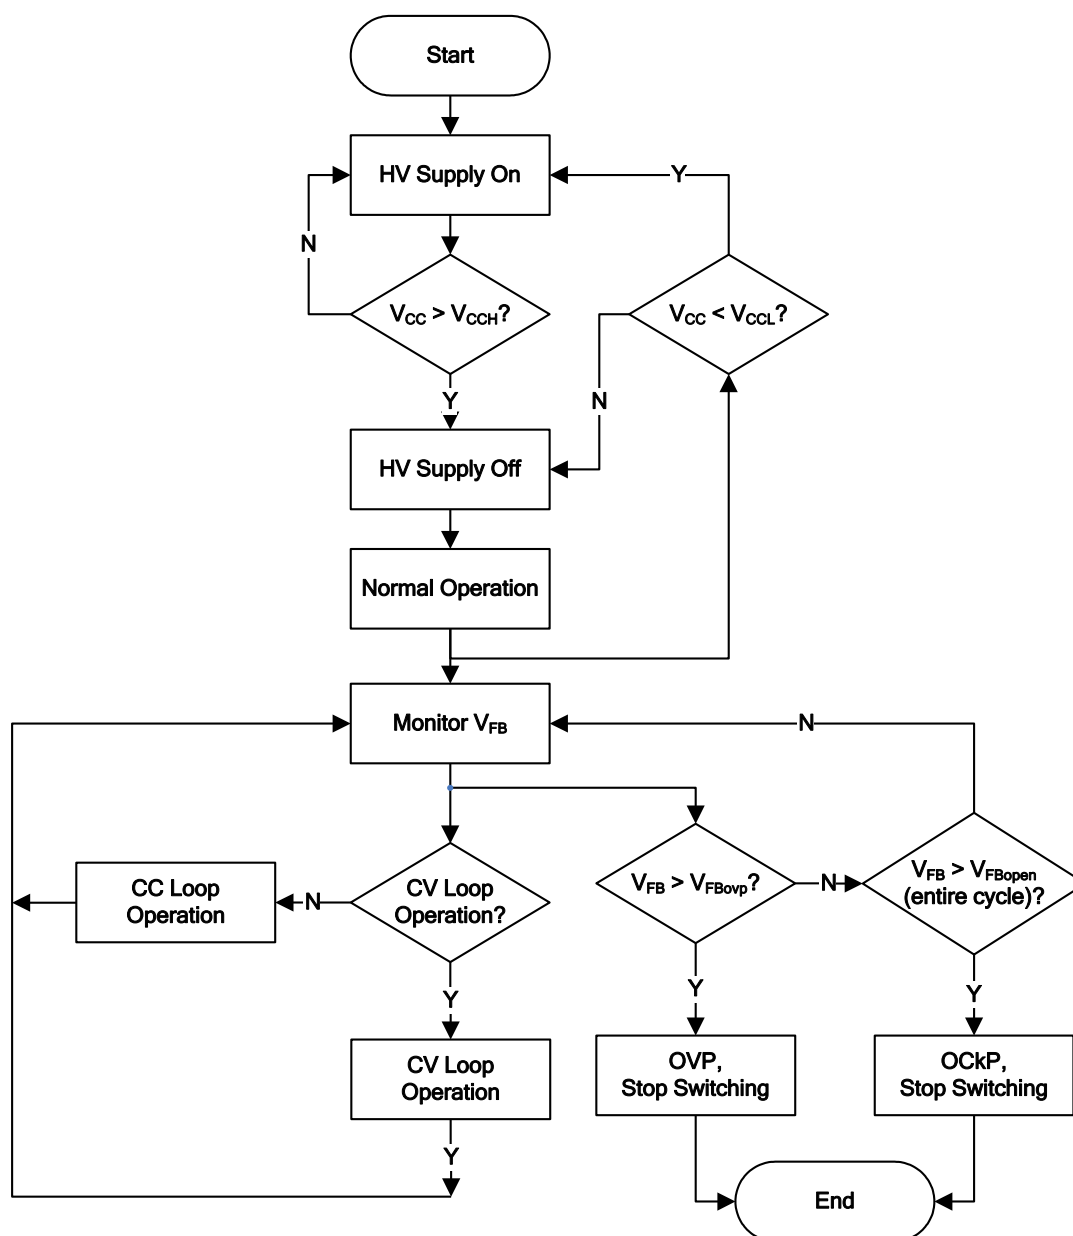 Start
HV Supply On
Y
N
VCC > VCCH?
VCC < VCCL?
Y
N
HV Supply Off
Normal Operation
Monitor VFB
N
CC Loop
Operation
N
CV Loop
Operation?
VFB > VFBovp?
N
VFB > VFBopen
(entire cycle)?
Y
Y
Y
CV Loop
Operation
OVP,
Stop Switching
OCkP,
Stop Switching
Y
End